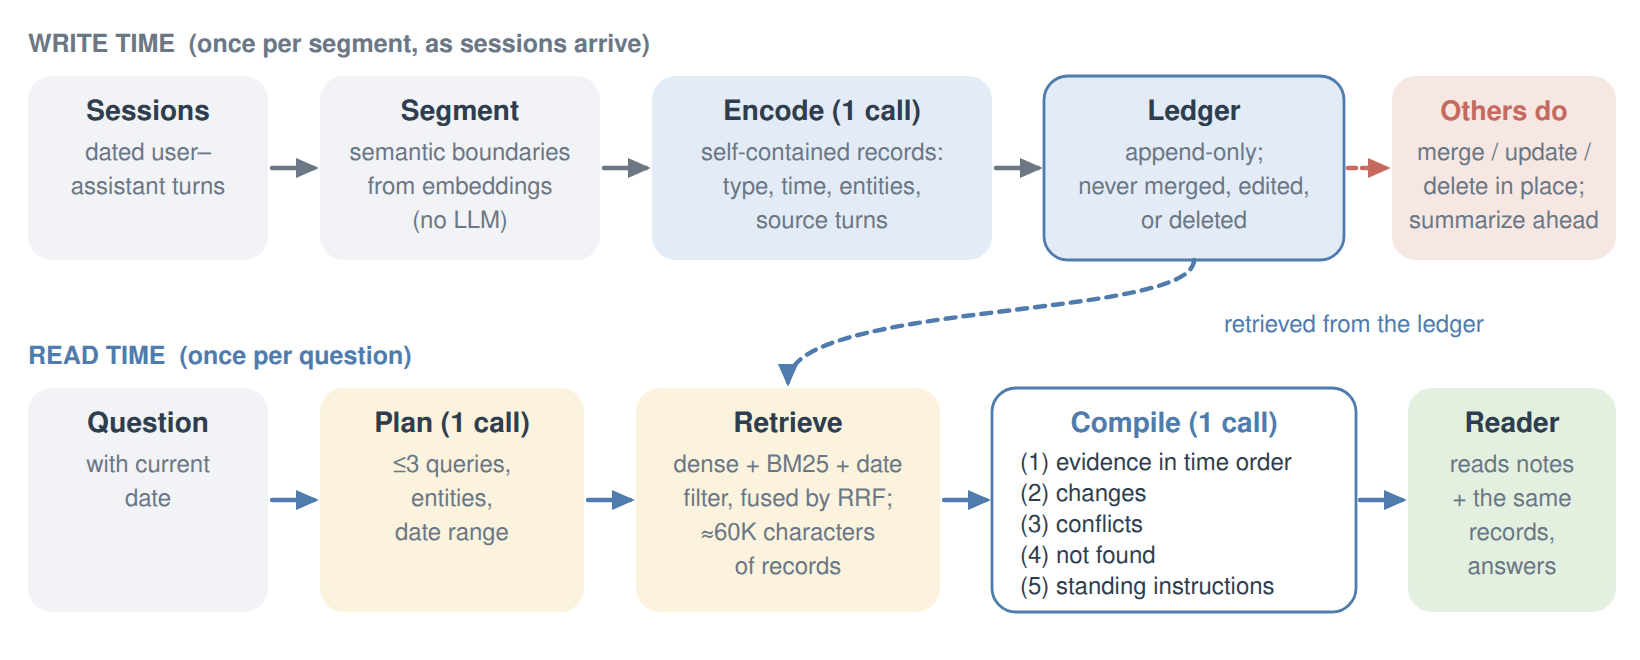 WRITE TIME (once per segment, as sessions arrive)
Sessions
dated user–
assistant turns
Segment
semantic boundaries
from embeddings
(no LLM)
Encode (1 call)
self-contained records:
type, time, entities,
source turns
Ledger
append-only;
never merged, edited,
or deleted
Others do
merge / update /
delete in place;
summarize ahead
retrieved from the ledger
READ TIME (once per question)
Question
with current
date
Plan (1 call)
≤3 queries,
entities,
date range
Retrieve
dense + BM25 + date
filter, fused by RRF;
≈60K characters
of records
Compile (1 call)
(1) evidence in time order
(2) changes
(3) conflicts
(4) not found
(5) standing instructions
Reader
reads notes
+ the same
records,
answers